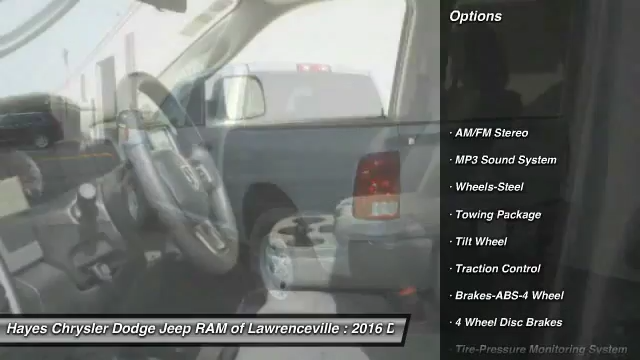 Options
· AM/FM Stereo
· MP3 Sound System
· Wheels-Steel
· Towing Package
· Tilt Wheel
· Traction Control
· Brakes-ABS-4 Wheel
· 4 Wheel Disc Brakes
· Tire-Pressure Monitoring System
Hayes Chrysler Dodge Jeep RAM of Lawrenceville : 2016 D